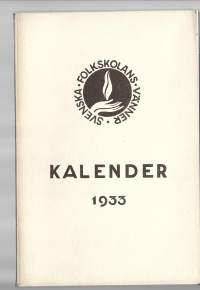 SVENSKA · FOLKSKOLANS · VÄNNER ·
KALENDER
1933